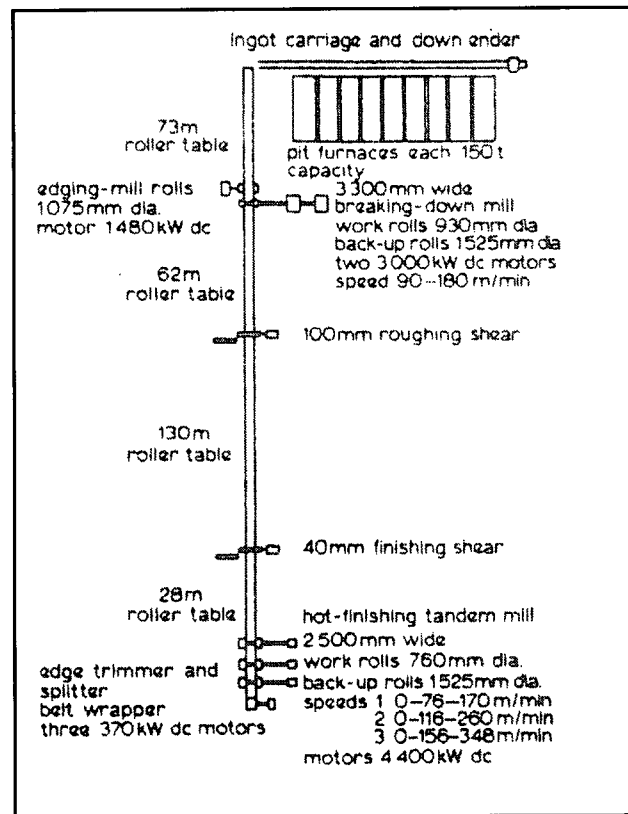 ingot carriage and down ender
73m
roller table
pit furnaces each 150t
capacity
edging-mill rolls
1075mm dia.
motor 1480kW dc
3300mm wide
breaking-down mill
work rolls 930mm dia
back-up rolls 1525mm dia
two 3000kW dc motors
speed 90-180m/min
62m
roller table
100mm roughing shear
130m
roller table
40mm finishing shear
28m
roller table
hot-finishing tandem mill
2500mm wide
work rolls 760mm dia.
back-up rolls 1525mm dia.
speeds 1 0-76-170m/min
2 0-116-260m/min
3 0-156-348m/min
motors 4400kW dc
edge trimmer and
splitter
belt wrapper
three 370kW dc motors